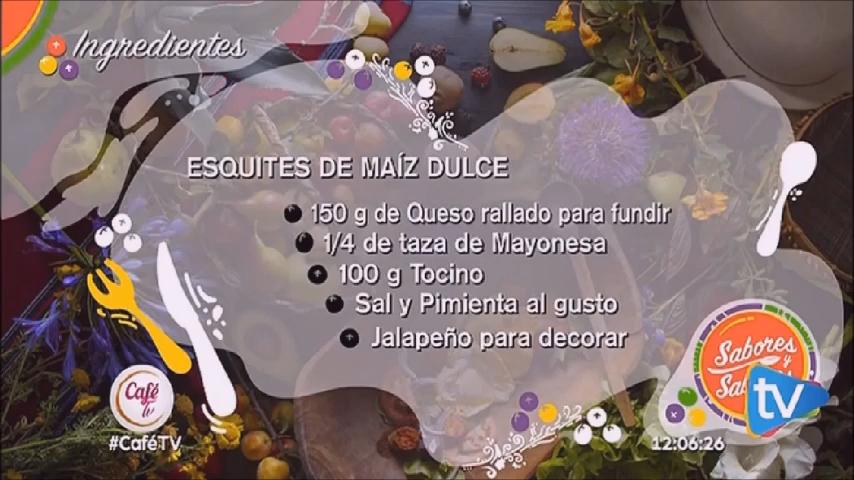 Ingredientes
ESQUITES DE MAÍZ DULCE
150 g de Queso rallado para fundir
1/4 de taza de Mayonesa
100 g Tocino
Sal y Pimienta al gusto
Jalapeño para decorar
Sabores
y
tv
Café
tv
#CaféTV
12:06:26